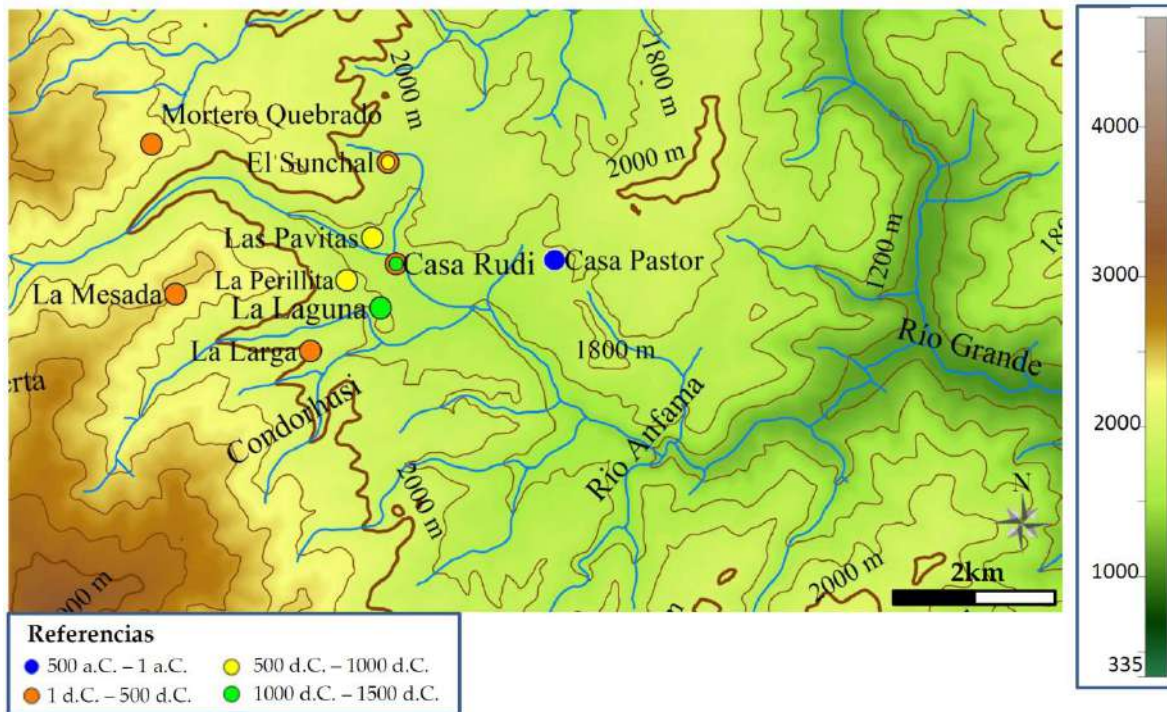 2000 m
1800 m
Mortero Quebrado
El Sunchal
2000 m
Las Pavitas
Casa Rudi
Casa Pastor
1200 m
La Perillita
La Mesada
La Laguna
La Larga
1800 m
Río Grande
erta
Condorhuasi
Río Anfama
2000 m
N
2000 m
2km
4000
3000
2000
1000
335
Referencias
500 a.C. – 1 a.C.
500 d.C. – 1000 d.C.
1 d.C. – 500 d.C.
1000 d.C. – 1500 d.C.